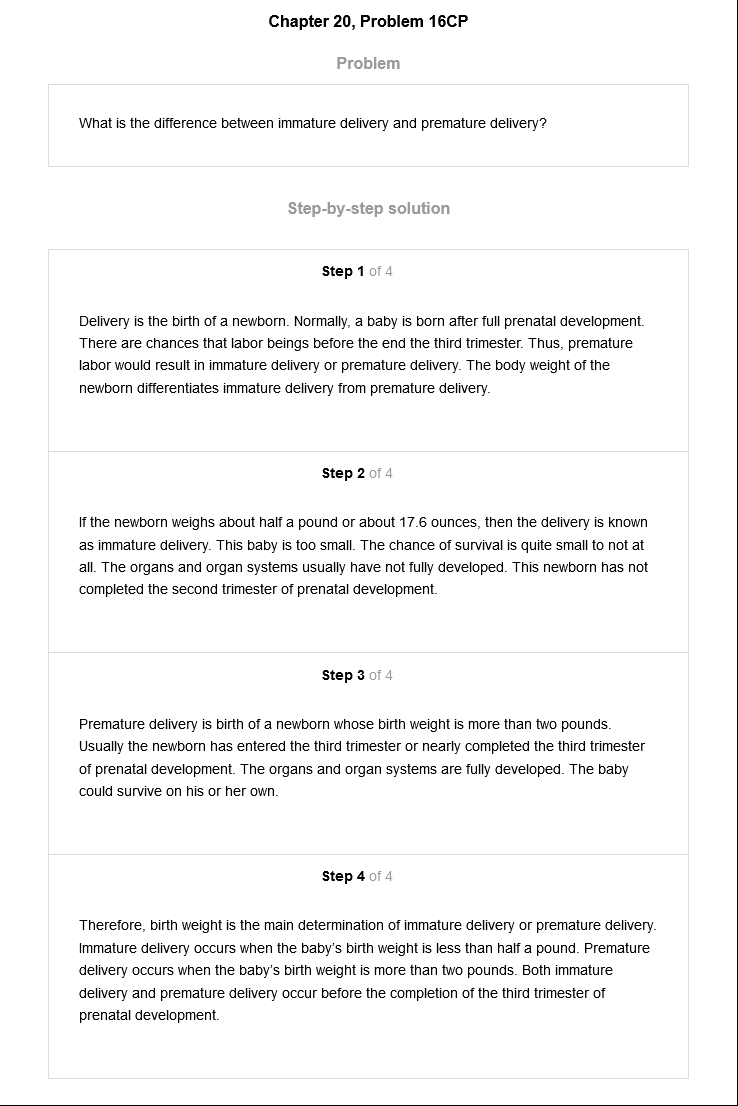 Chapter 20, Problem 16CP
Problem
What is the difference between immature delivery and premature delivery?
Step-by-step solution
Step 1 of 4
Delivery is the birth of a newborn. Normally, a baby is born after full prenatal development.
There are chances that labor beings before the end the third trimester. Thus, premature
labor would result in immature delivery or premature delivery. The body weight of the
newborn differentiates immature delivery from premature delivery.
Step 2 of 4
If the newborn weighs about half a pound or about 17.6 ounces, then the delivery is known
as immature delivery. This baby is too small. The chance of survival is quite small to not at
all. The organs and organ systems usually have not fully developed. This newborn has not
completed the second trimester of prenatal development.
Step 3 of 4
Premature delivery is birth of a newborn whose birth weight is more than two pounds.
Usually the newborn has entered the third trimester or nearly completed the third trimester
of prenatal development. The organs and organ systems are fully developed. The baby
could survive on his or her own.
Step 4 of 4
Therefore, birth weight is the main determination of immature delivery or premature delivery.
Immature delivery occurs when the baby's birth weight is less than half a pound. Premature
delivery occurs when the baby's birth weight is more than two pounds. Both immature
delivery and premature delivery occur before the completion of the third trimester of
prenatal development.